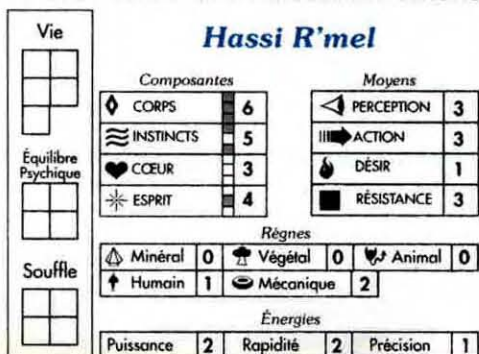 Vie
Équilibre
Psychique
Souffle
Hassi R'mel
Composantes
CORPS 6
INSTINCTS 5
CŒUR 3
ESPRIT 4
Moyens
PERCEPTION 3
ACTION 3
DÉSIR 1
RÉSISTANCE 3
Règnes
Minéral 0 Végétal 0 Animal 0
Humain 1 Mécanique 2
Énergies
Puissance 2 Rapidité 2 Précision 1